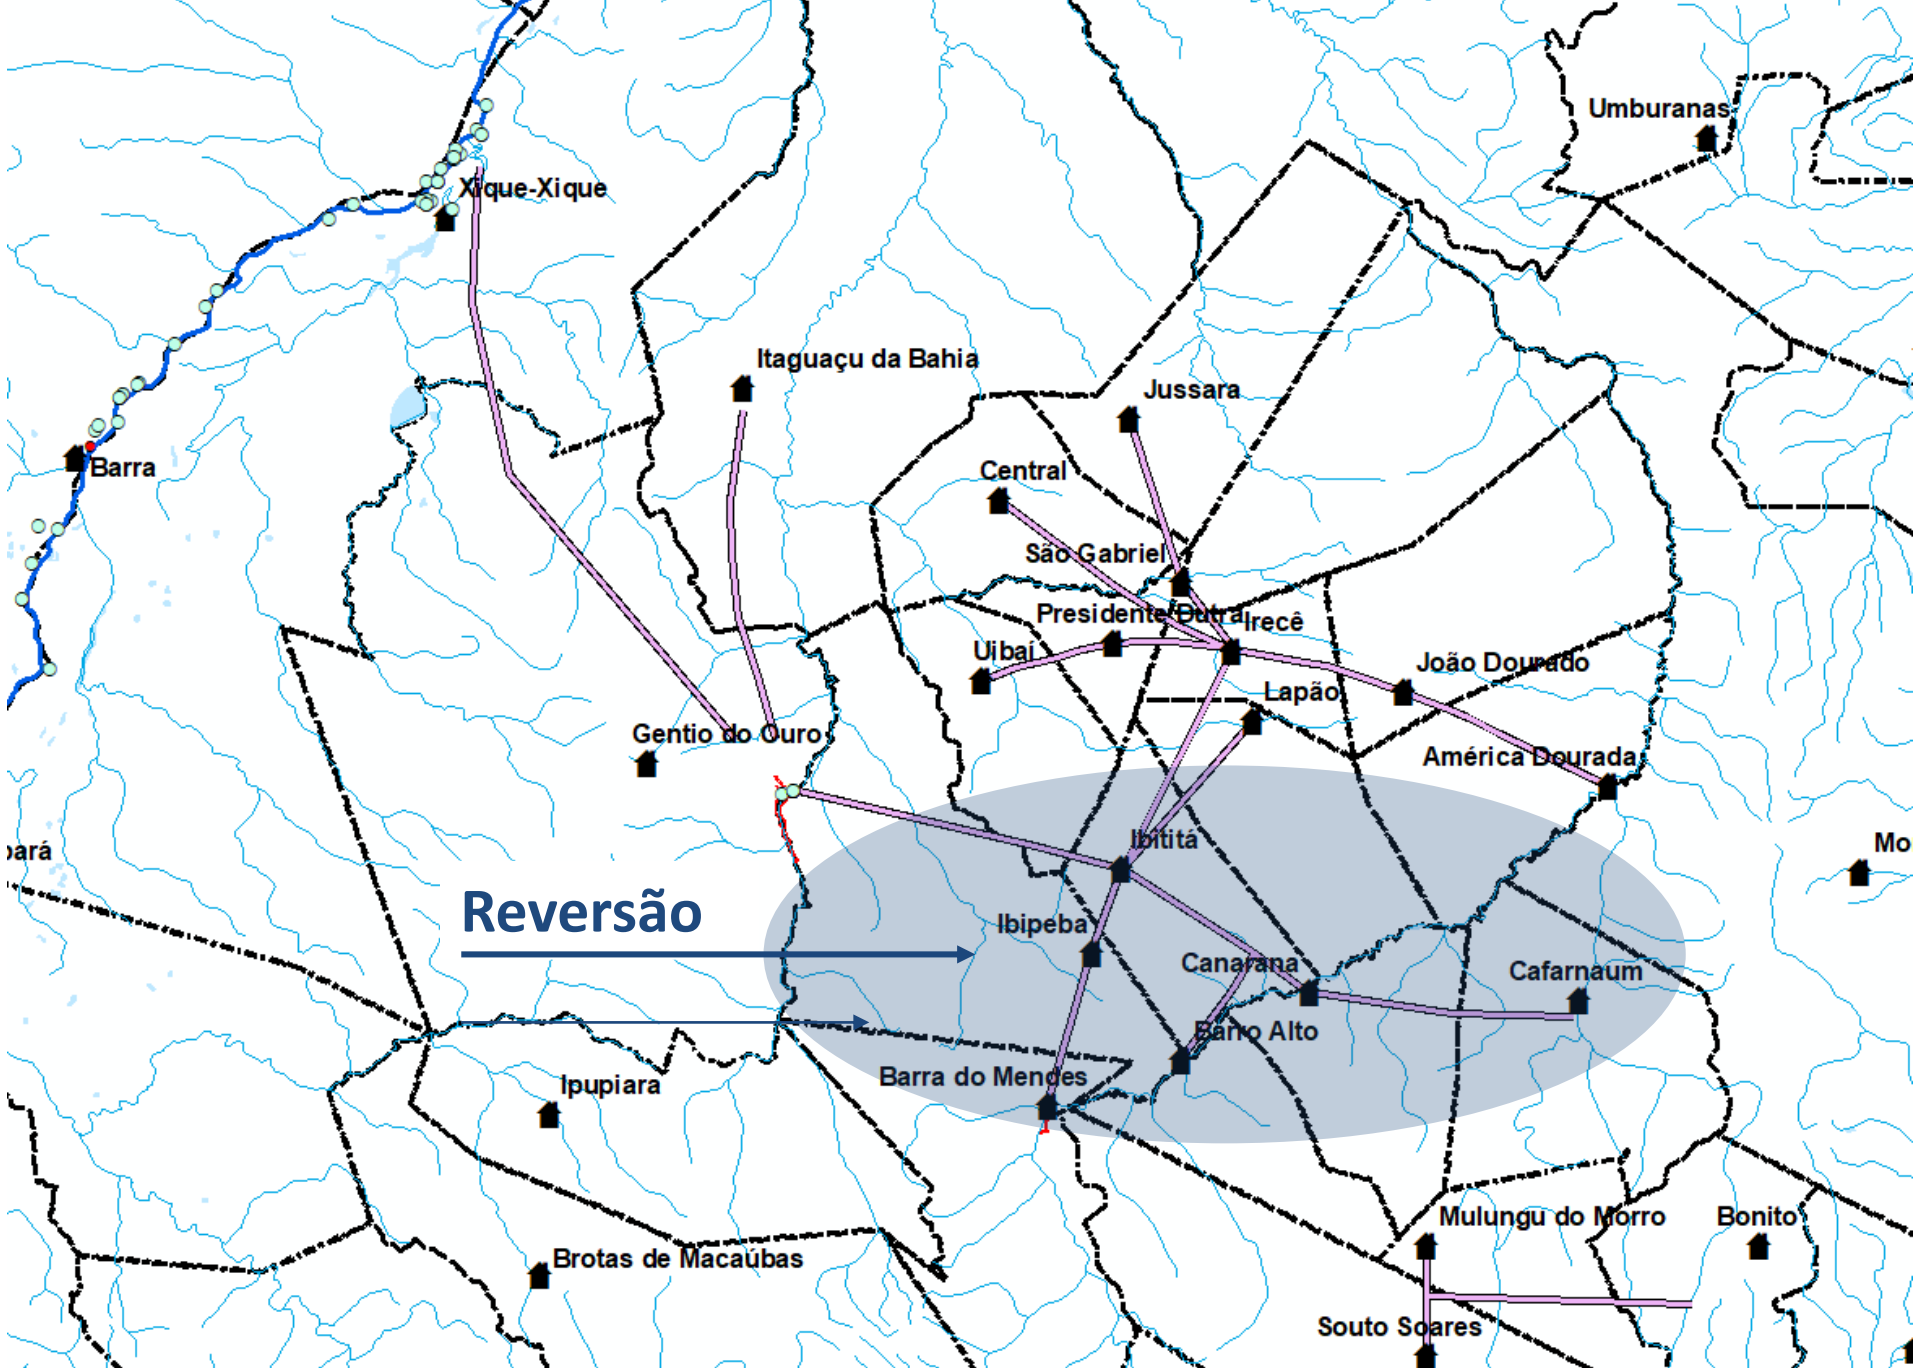 Umburanas
Xique-Xique
Itaguaçu da Bahia
Jussara
Barra
Central
São Gabriel
Presidente Dutra
Irecê
Uibaí
João Dourado
Lapão
Gentio do Ouro
América Dourada
Ibititá
pará
Mo
Reversão
Ibipeba
Canarana
Cafarnaum
Barro Alto
Barra do Mendes
Ipupiara
Mulungu do Morro
Bonito
Brotas de Macaúbas
Souto Soares